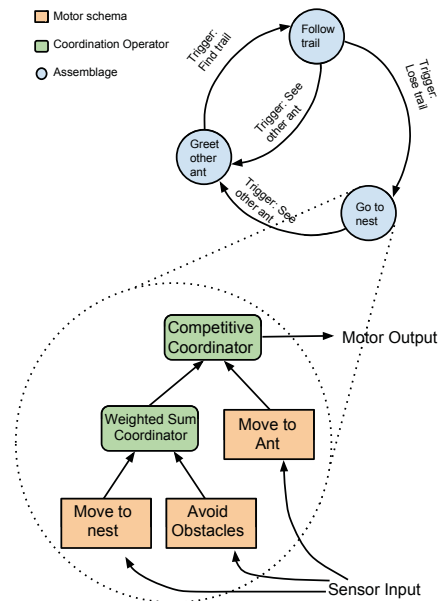 Motor schema
Coordination Operator
Assemblage
Follow
trail
Trigger:
Find trail
Trigger: See
other ant
Trigger:
Lose trail
Greet
other
ant
Trigger: See
other ant
Go to
nest
Competitive
Coordinator
Motor Output
Weighted Sum
Coordinator
Move to
Ant
Move to
nest
Avoid
Obstacles
Sensor Input